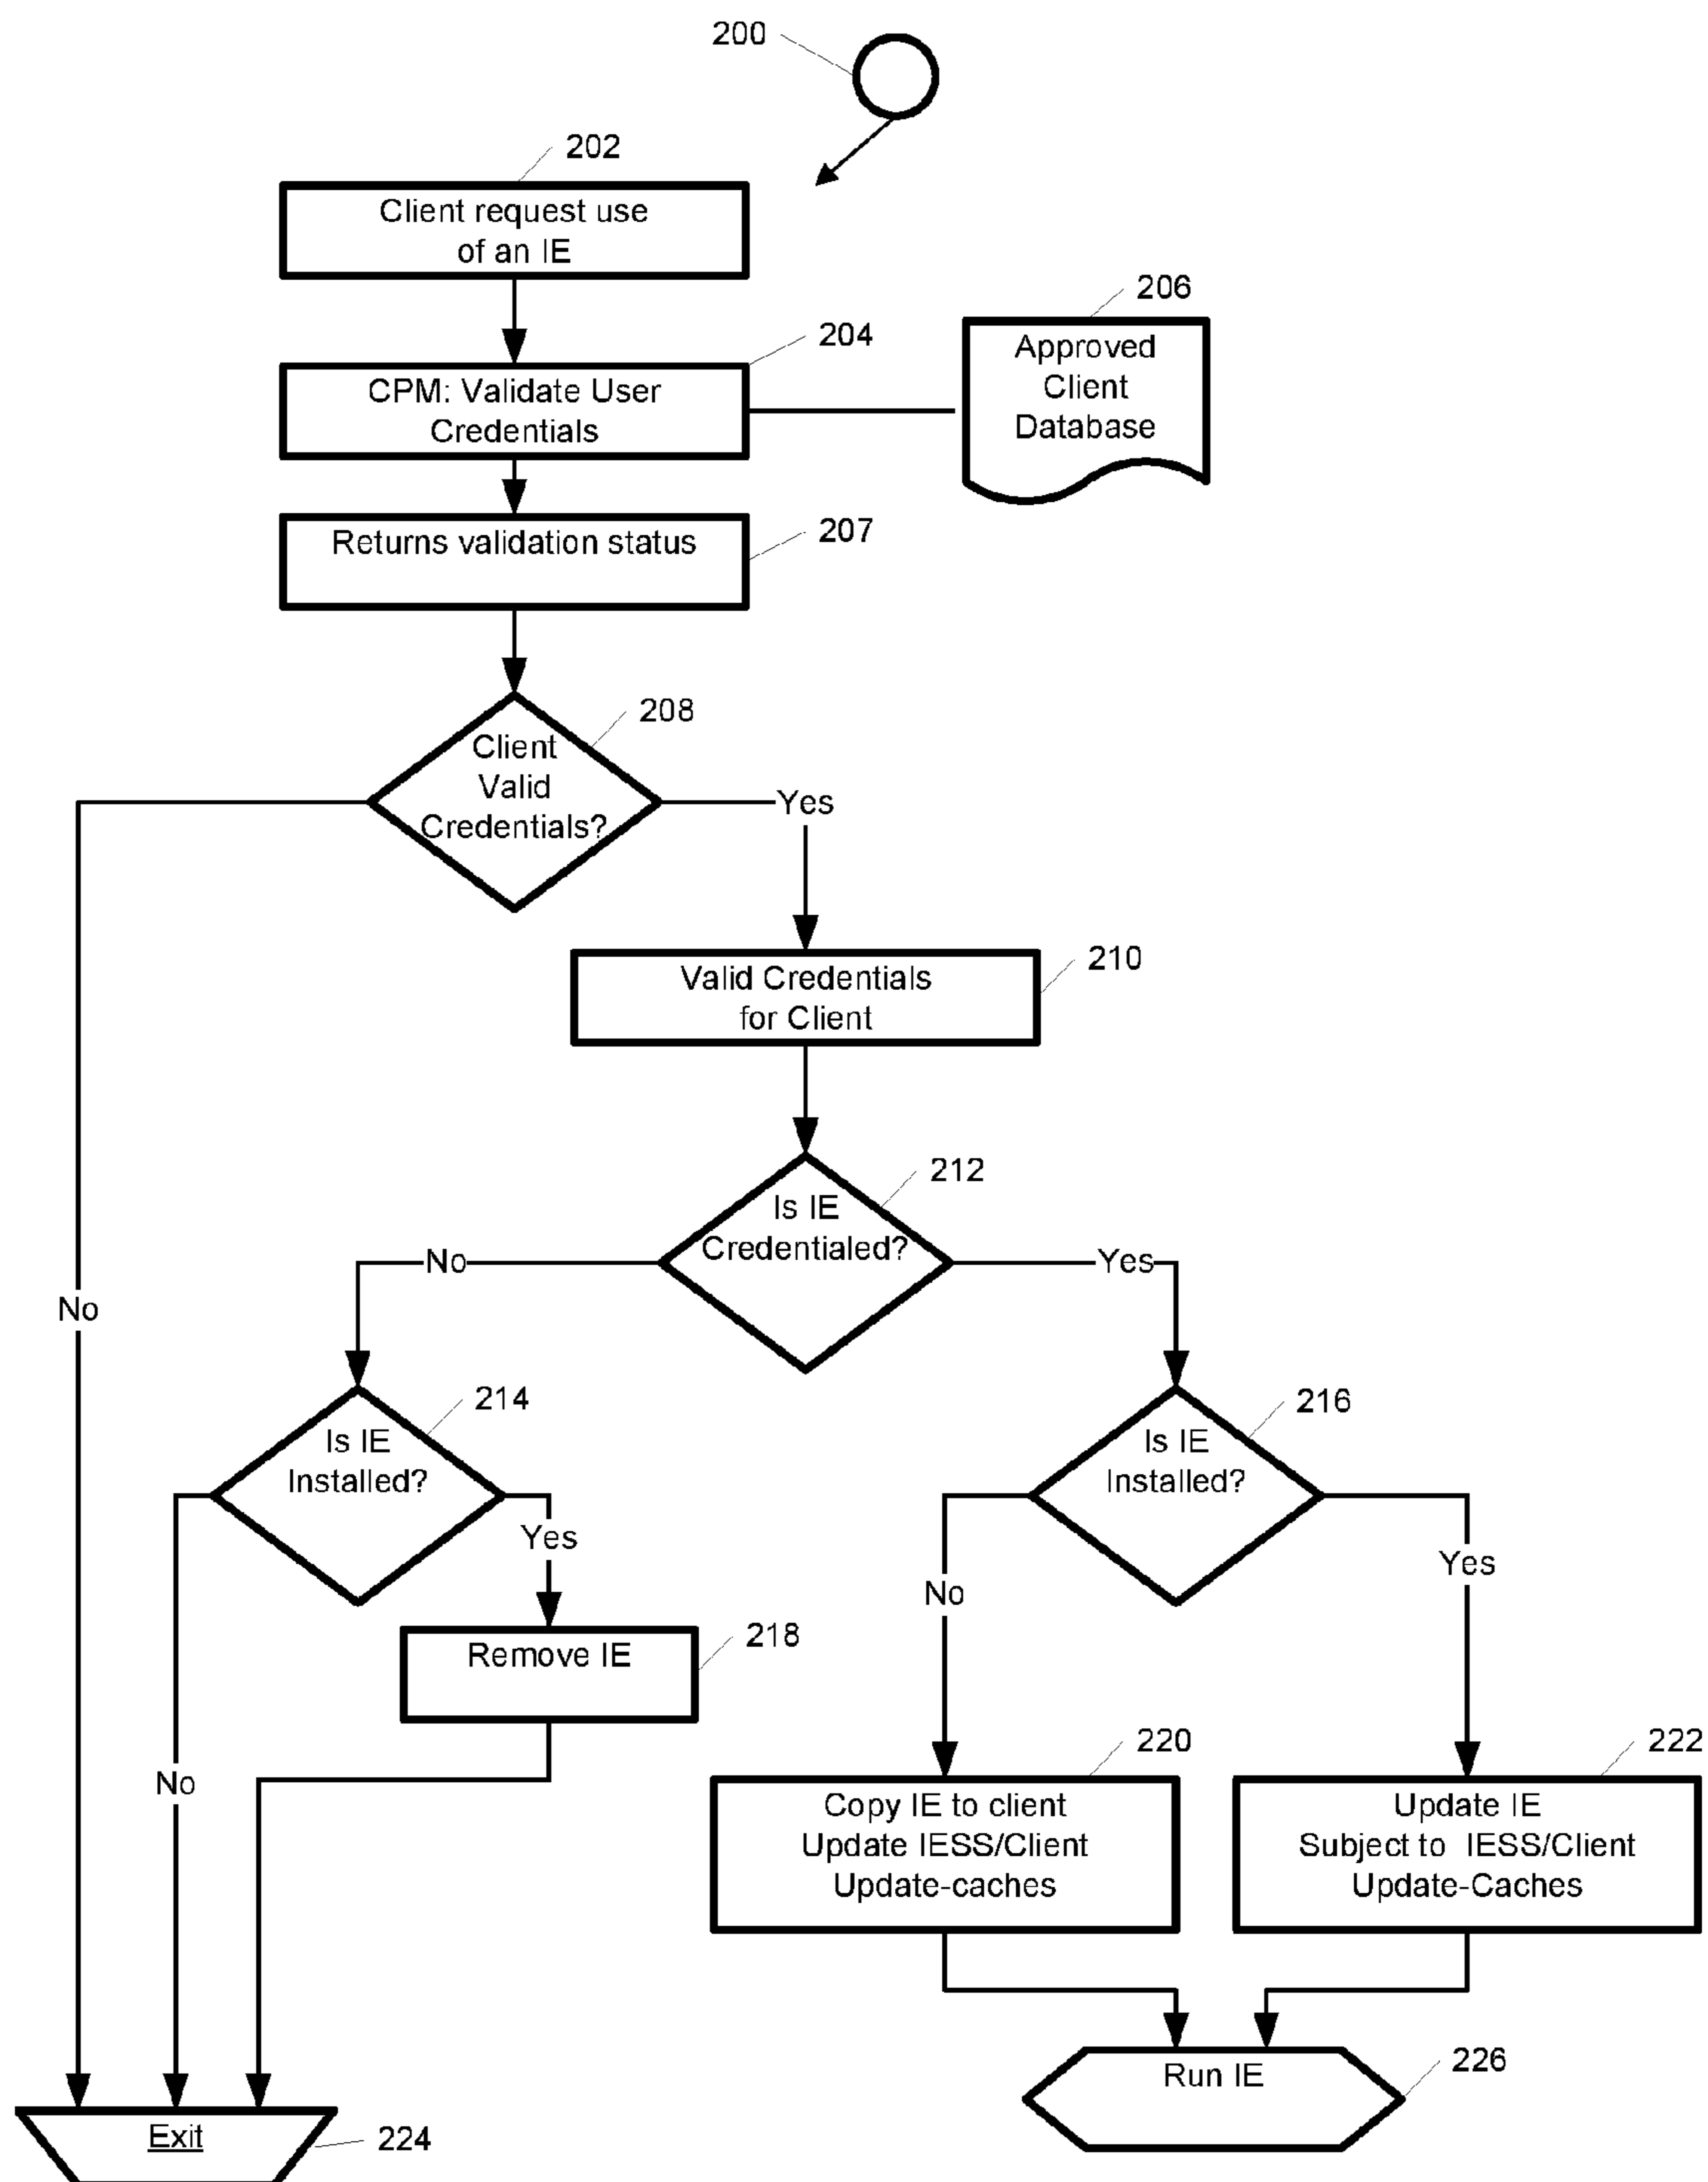 200
202
Client request use
of an IE
206
204
Approved
Client
Database
CPM: Validate User
Credentials
207
Returns validation status
208
Client
Valid
Credentials?
Yes
210
Valid Credentials
for Client
212
Is IE
Credentialed?
No
Yes
No
214
216
Is IE
Installed?
Is IE
Installed?
Yes
Yes
No
218
Remove IE
220
222
No
Copy IE to client
Update IESS/Client
Update-caches
Update IE
Subject to IESS/Client
Update-Caches
226
Run IE
Exit
224